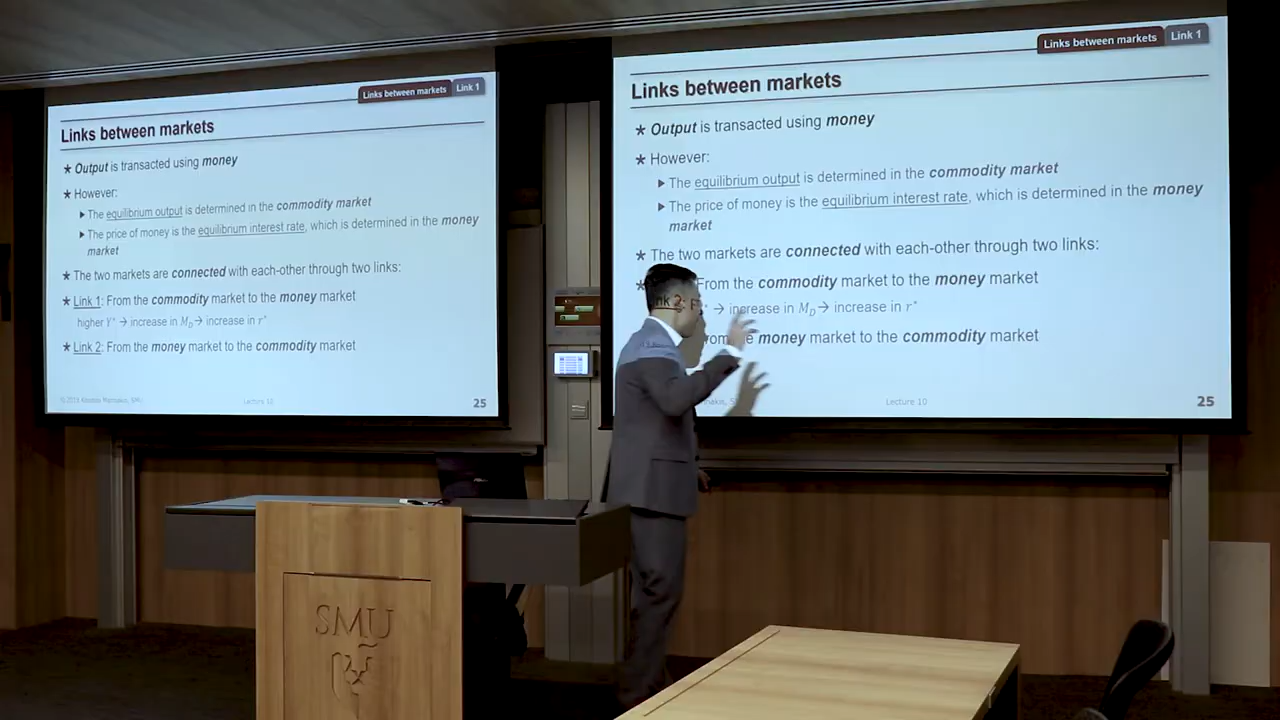 Links between markets Link 1
Links between markets
★ Output is transacted using money
★ However:
▶ The equilibrium output is determined in the commodity market
▶ The price of money is the equilibrium interest rate, which is determined in the money
market
★ The two markets are connected with each-other through two links:
★ Link 1: From the commodity market to the money market
higher Y* → increase in M_D → increase in r*
★ Link 2: From the money market to the commodity market
25
Links between markets Link 1
Links between markets
★ Output is transacted using money
★ However:
▶ The equilibrium output is determined in the commodity market
▶ The price of money is the equilibrium interest rate, which is determined in the money
market
★ The two markets are connected with each-other through two links:
From the commodity market to the money market
→ increase in M_D → increase in r*
the money market to the commodity market
Lecture 10
25
SMU